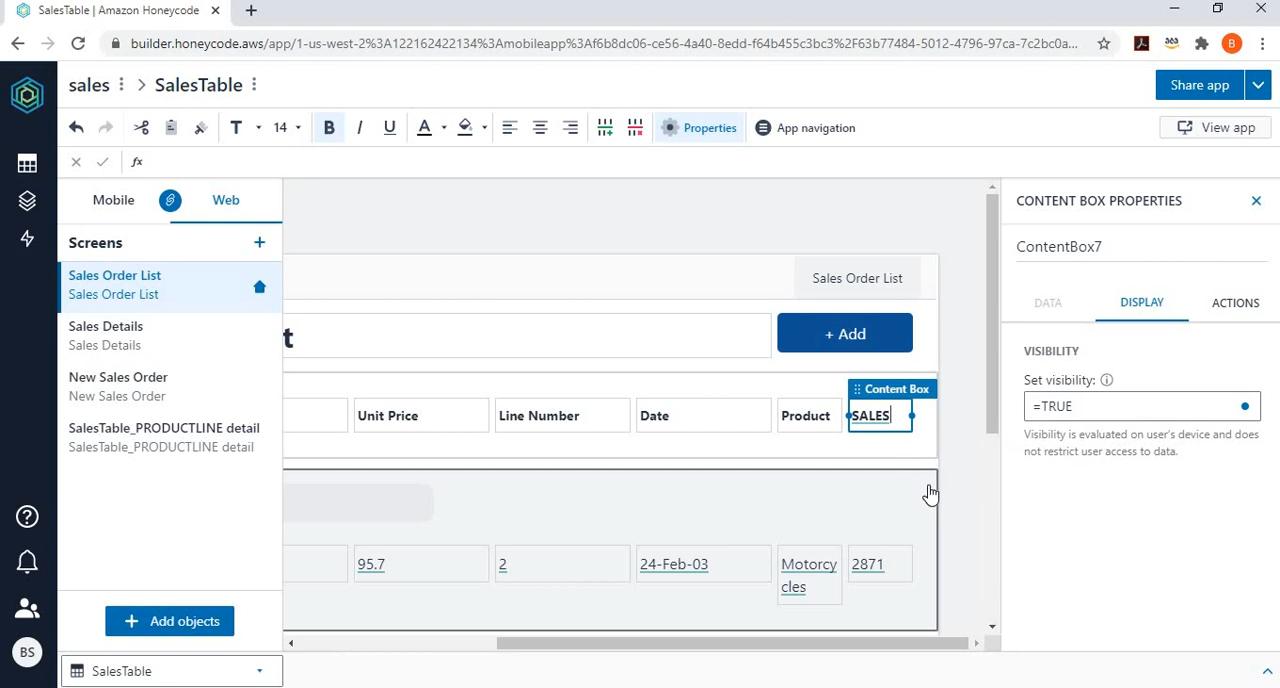 SalesTable | Amazon Honeycode
builder.honeycode.aws/app/1-us-west-2%3A122162422134%3Amobileapp%3Af6b8dc06-ce56-4a40-8edd-f64b455c3bc3%2F63b77484-5012-4796-97ca-7c2bc0a...
B
sales > SalesTable
Share app
T 14 B I U A Properties App navigation View app
fx
Mobile Web
Screens +
Sales Order List
Sales Order List
Sales Details
Sales Details
New Sales Order
New Sales Order
SalesTable_PRODUCTLINE detail
SalesTable_PRODUCTLINE detail
+ Add objects
BS
SalesTable
Sales Order List
t
+ Add
Content Box
Unit Price Line Number Date Product SALES
95.7 2 24-Feb-03 Motorcy
cles 2871
CONTENT BOX PROPERTIES
ContentBox7
DATA DISPLAY ACTIONS
VISIBILITY
Set visibility:
=TRUE
Visibility is evaluated on user's device and does
not restrict user access to data.